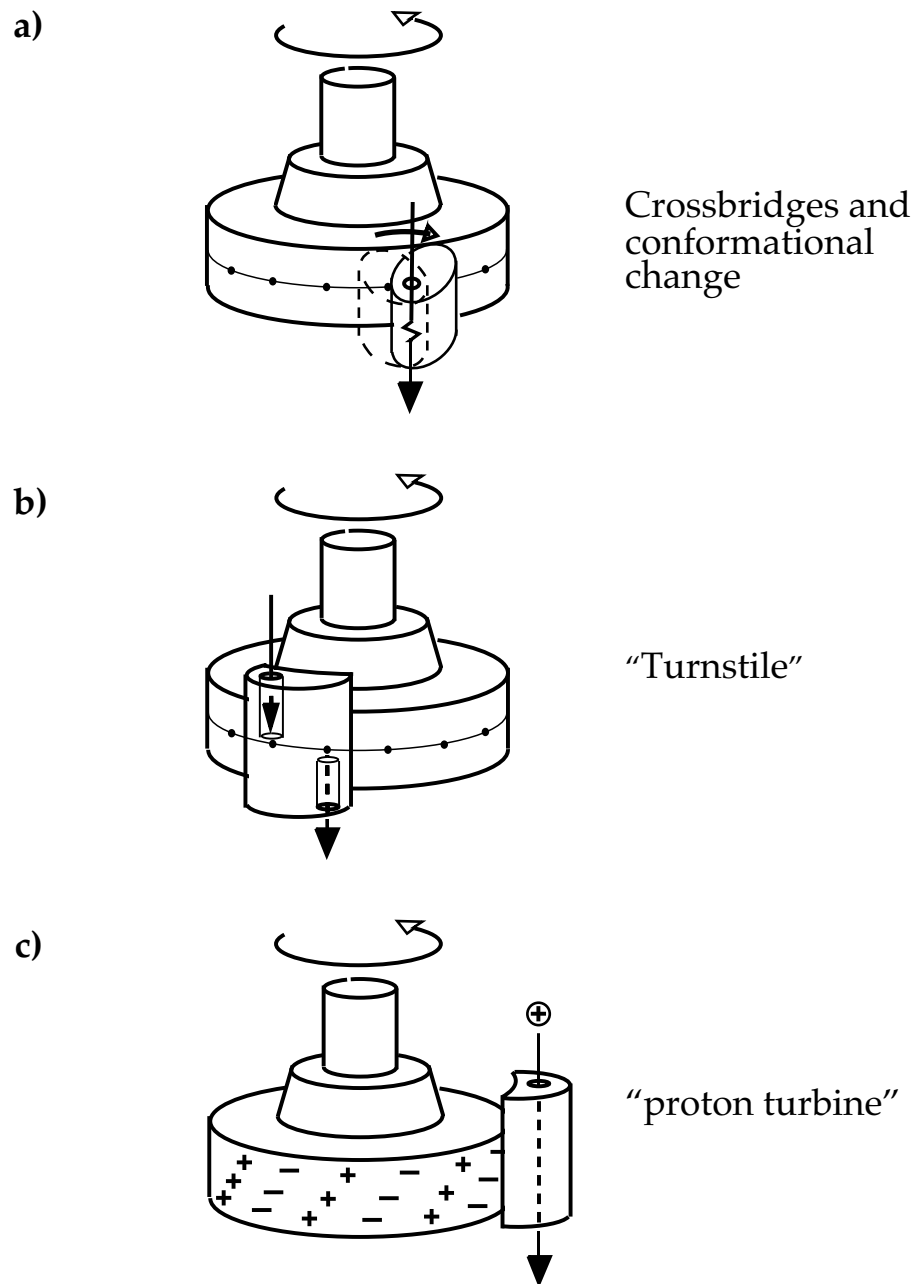 a)
Crossbridges and
conformational
change
b)
“Turnstile”
c)
“proton turbine”